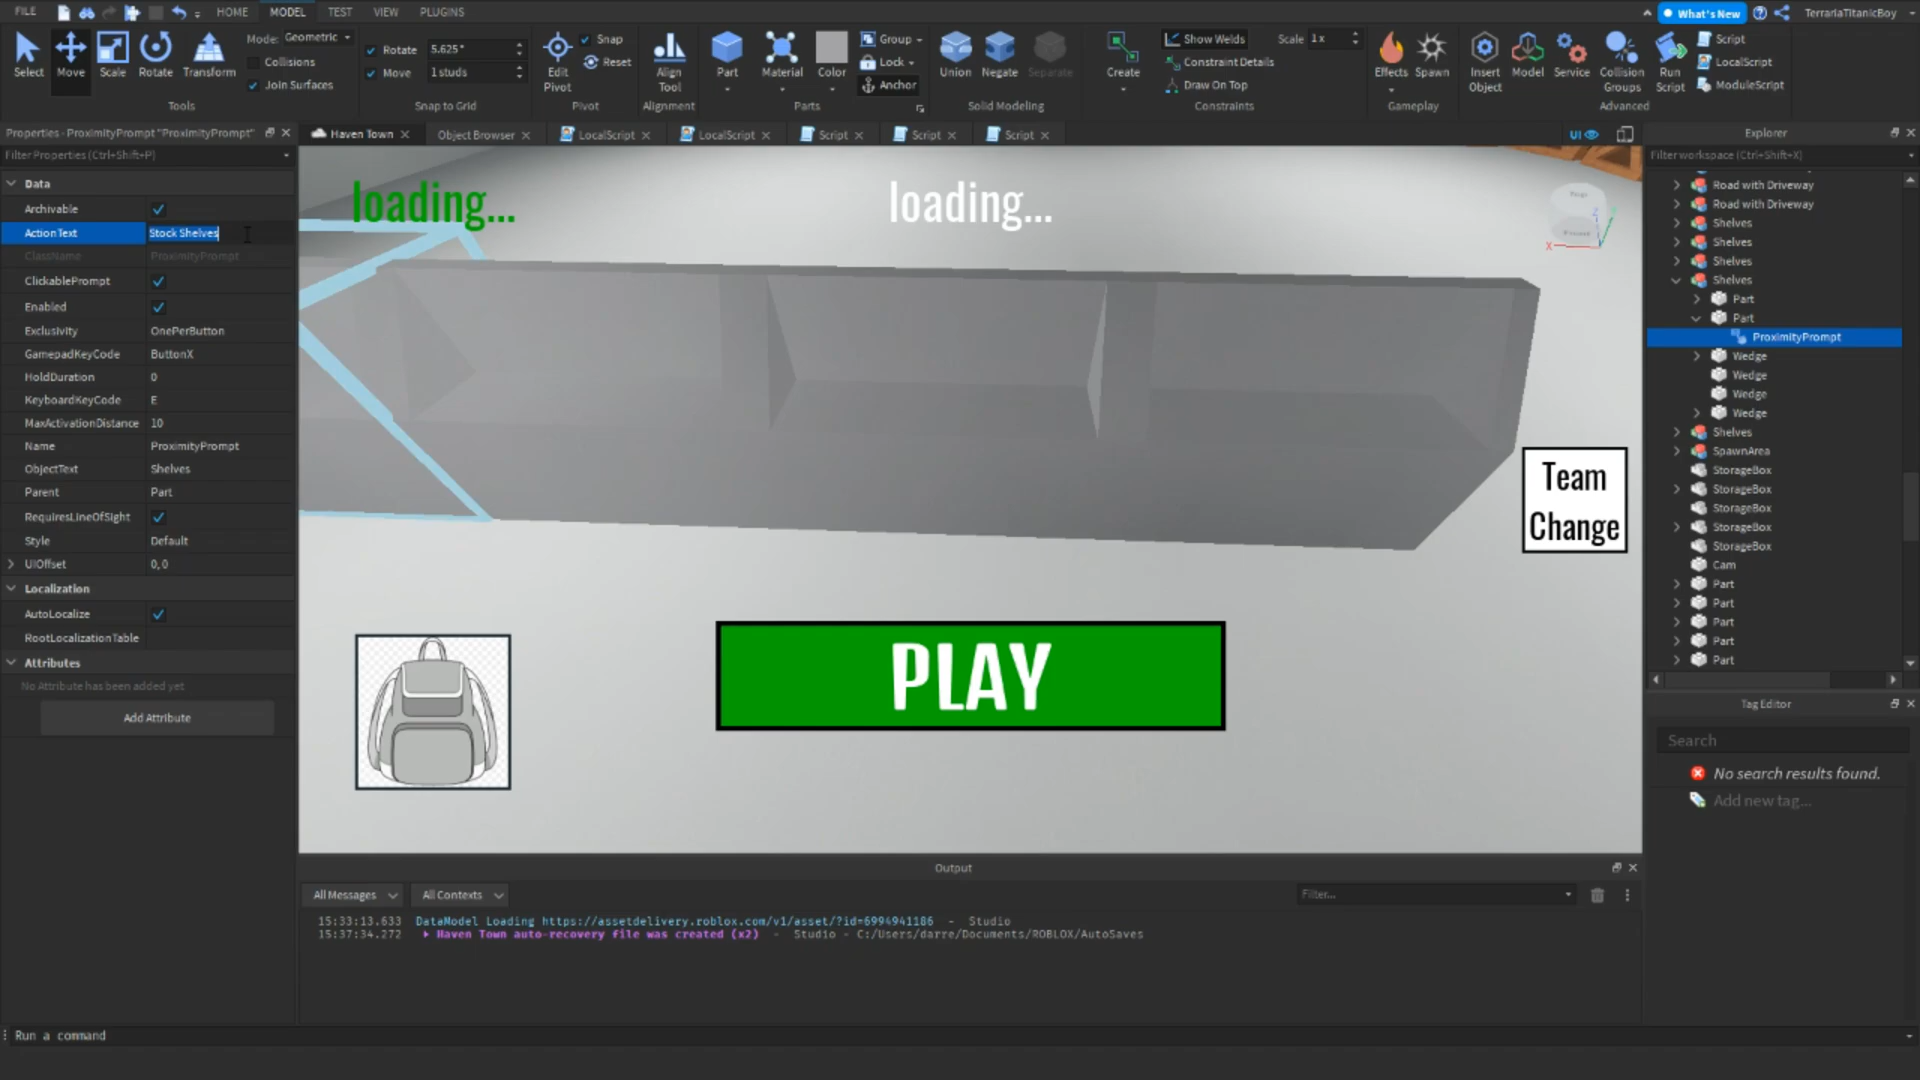 FILE HOME MODEL TEST VIEW PLUGINS What's New TerrariaTitanicBoy
Select Move Scale Rotate Transform
Mode: Geometric
Collisions
Join Surfaces
Tools
Rotate 5.625°
Move 1 studs
Snap to Grid
Edit Pivot
Snap
Reset
Pivot
Align Tool
Alignment
Part Material Color
Group
Lock
Anchor
Parts
Union Negate Separate
Solid Modeling
Create
Show Welds Scale 1x
Constraint Details
Draw On Top
Constraints
Effects Spawn
Gameplay
Insert Object Model Service Collision Groups Run Script
Script
LocalScript
ModuleScript
Advanced
Properties - ProximityPrompt "ProximityPrompt"
Filter Properties (Ctrl+Shift+P)
Data
Archivable
ActionText Stock Shelves
ClassName ProximityPrompt
ClickablePrompt
Enabled
Exclusivity OnePerButton
GamepadKeyCode ButtonX
HoldDuration 0
KeyboardKeyCode E
MaxActivationDistance 10
Name ProximityPrompt
ObjectText Shelves
Parent Part
RequiresLineOfSight
Style Default
UIOffset 0, 0
Localization
AutoLocalize
RootLocalizationTable
Attributes
No Attribute has been added yet
Add Attribute
Haven Town Object Browser LocalScript LocalScript Script Script Script UI
loading... loading...
Team
Change
PLAY
Explorer
Filter workspace (Ctrl+Shift+X)
Road with Driveway
Road with Driveway
Shelves
Shelves
Shelves
Shelves
Part
Part
ProximityPrompt
Wedge
Wedge
Wedge
Wedge
Shelves
SpawnArea
StorageBox
StorageBox
StorageBox
StorageBox
StorageBox
Cam
Part
Part
Part
Part
Part
Tag Editor
Search
No search results found.
Add new tag...
Output
All Messages All Contexts Filter...
15:33:13.633 DataModel Loading https://assetdelivery.roblox.com/v1/asset/?id=6994941186 - Studio
15:37:34.272 Haven Town auto-recovery file was created (x2) - Studio - C:/Users/darre/Documents/ROBLOX/AutoSaves
Run a command